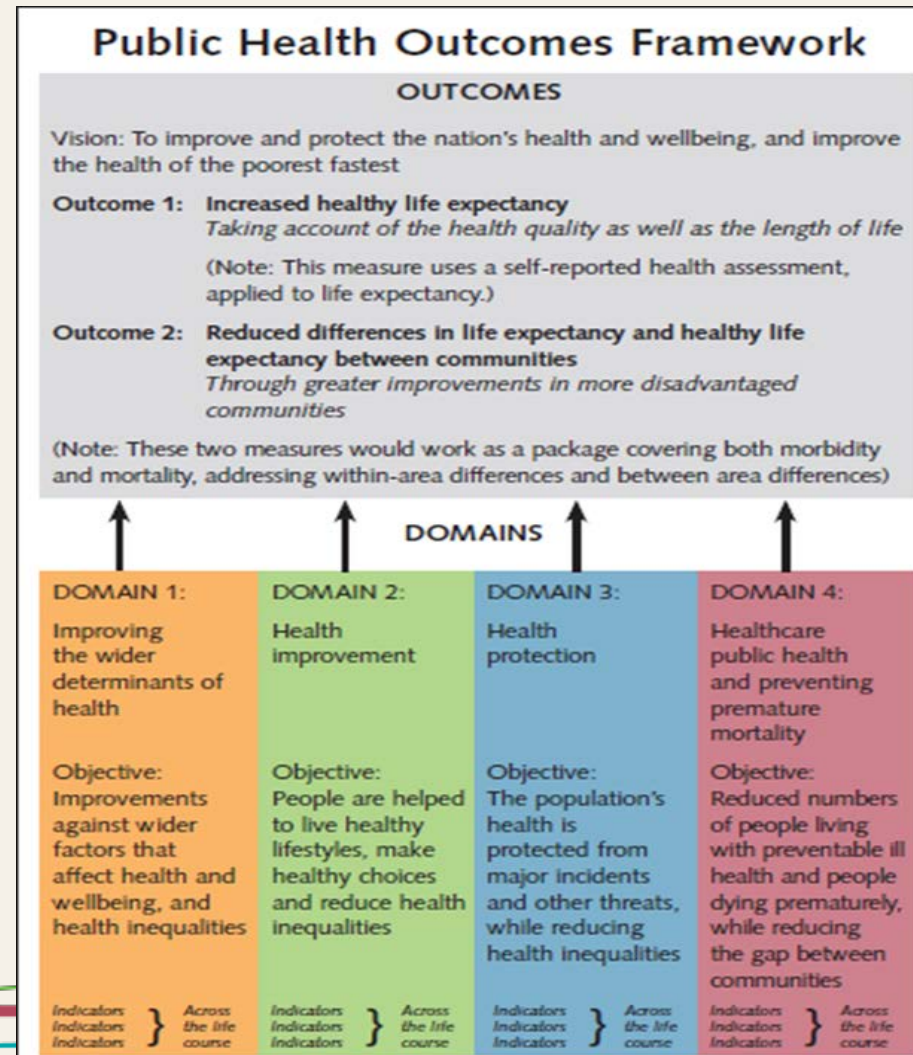 Public Health Outcomes Framework
OUTCOMES
Vision: To improve and protect the nation's health and wellbeing, and improve
the health of the poorest fastest
Outcome 1: Increased healthy life expectancy
Taking account of the health quality as well as the length of life
(Note: This measure uses a self-reported health assessment,
applied to life expectancy.)
Outcome 2: Reduced differences in life expectancy and healthy life
expectancy between communities
Through greater improvements in more disadvantaged
communities
(Note: These two measures would work as a package covering both morbidity
and mortality, addressing within-area differences and between area differences)
DOMAINS
DOMAIN 1:
Improving
the wider
determinants of
health
Objective:
Improvements
against wider
factors that
affect health and
wellbeing, and
health inequalities
Indicators
Indicators
Indicators
} Across
the life
course
DOMAIN 2:
Health
improvement
Objective:
People are helped
to live healthy
lifestyles, make
healthy choices
and reduce health
inequalities
Indicators
Indicators
Indicators
} Across
the life
course
DOMAIN 3:
Health
protection
Objective:
The population's
health is
protected from
major incidents
and other threats,
while reducing
health inequalities
Indicators
Indicators
Indicators
} Across
the life
course
DOMAIN 4:
Healthcare
public health
and preventing
premature
mortality
Objective:
Reduced numbers
of people living
with preventable ill
health and people
dying prematurely,
while reducing
the gap between
communities
Indicators
Indicators
Indicators
} Across
the life
course